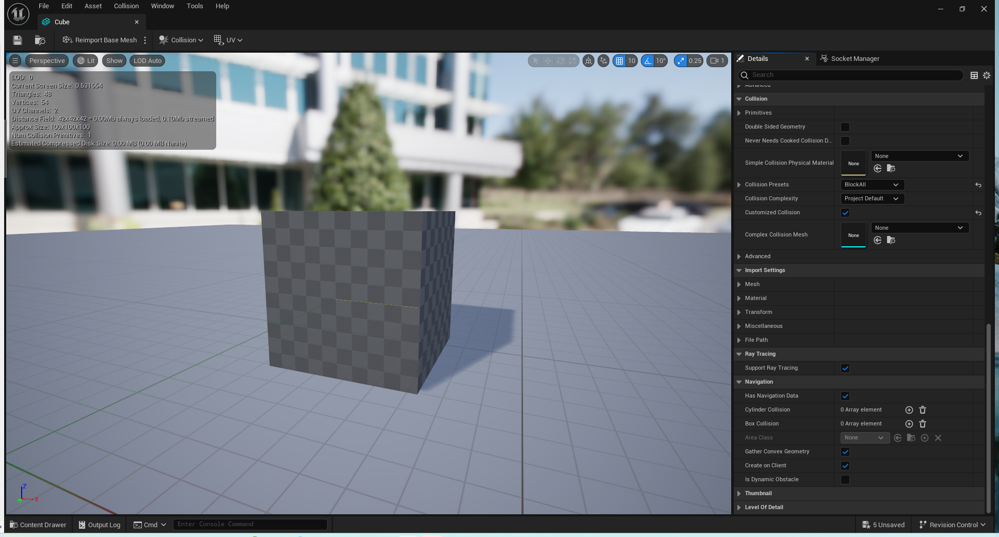 File Edit Asset Collision Window Tools Help
Cube
Reimport Base Mesh Collision UV
Perspective Lit Show LOD Auto 10 10° 0.25 1
LOD: 0
Current Screen Size: 0.531654
Triangles: 48
Vertices: 54
UV Channels: 2
Distance Field: 42x42x42 = 0.00Mb always loaded, 0.10Mb streamed
Approx Size: 100x100x100
Num Collision Primitives: 1
Estimated Compressed Disk Size: 0.00 MB (0.00 MB Nanite)
Z
X
Details Socket Manager
Search
Advanced
Collision
Primitives
Double Sided Geometry
Never Needs Cooked Collision D...
Simple Collision Physical Material None None
Collision Presets BlockAll
Collision Complexity Project Default
Customized Collision
Complex Collision Mesh None None
Advanced
Import Settings
Mesh
Material
Transform
Miscellaneous
File Path
Ray Tracing
Support Ray Tracing
Navigation
Has Navigation Data
Cylinder Collision 0 Array element
Box Collision 0 Array element
Area Class None
Gather Convex Geometry
Create on Client
Is Dynamic Obstacle
Thumbnail
Level Of Detail
Content Drawer Output Log Cmd Enter Console Command 5 Unsaved Revision Control